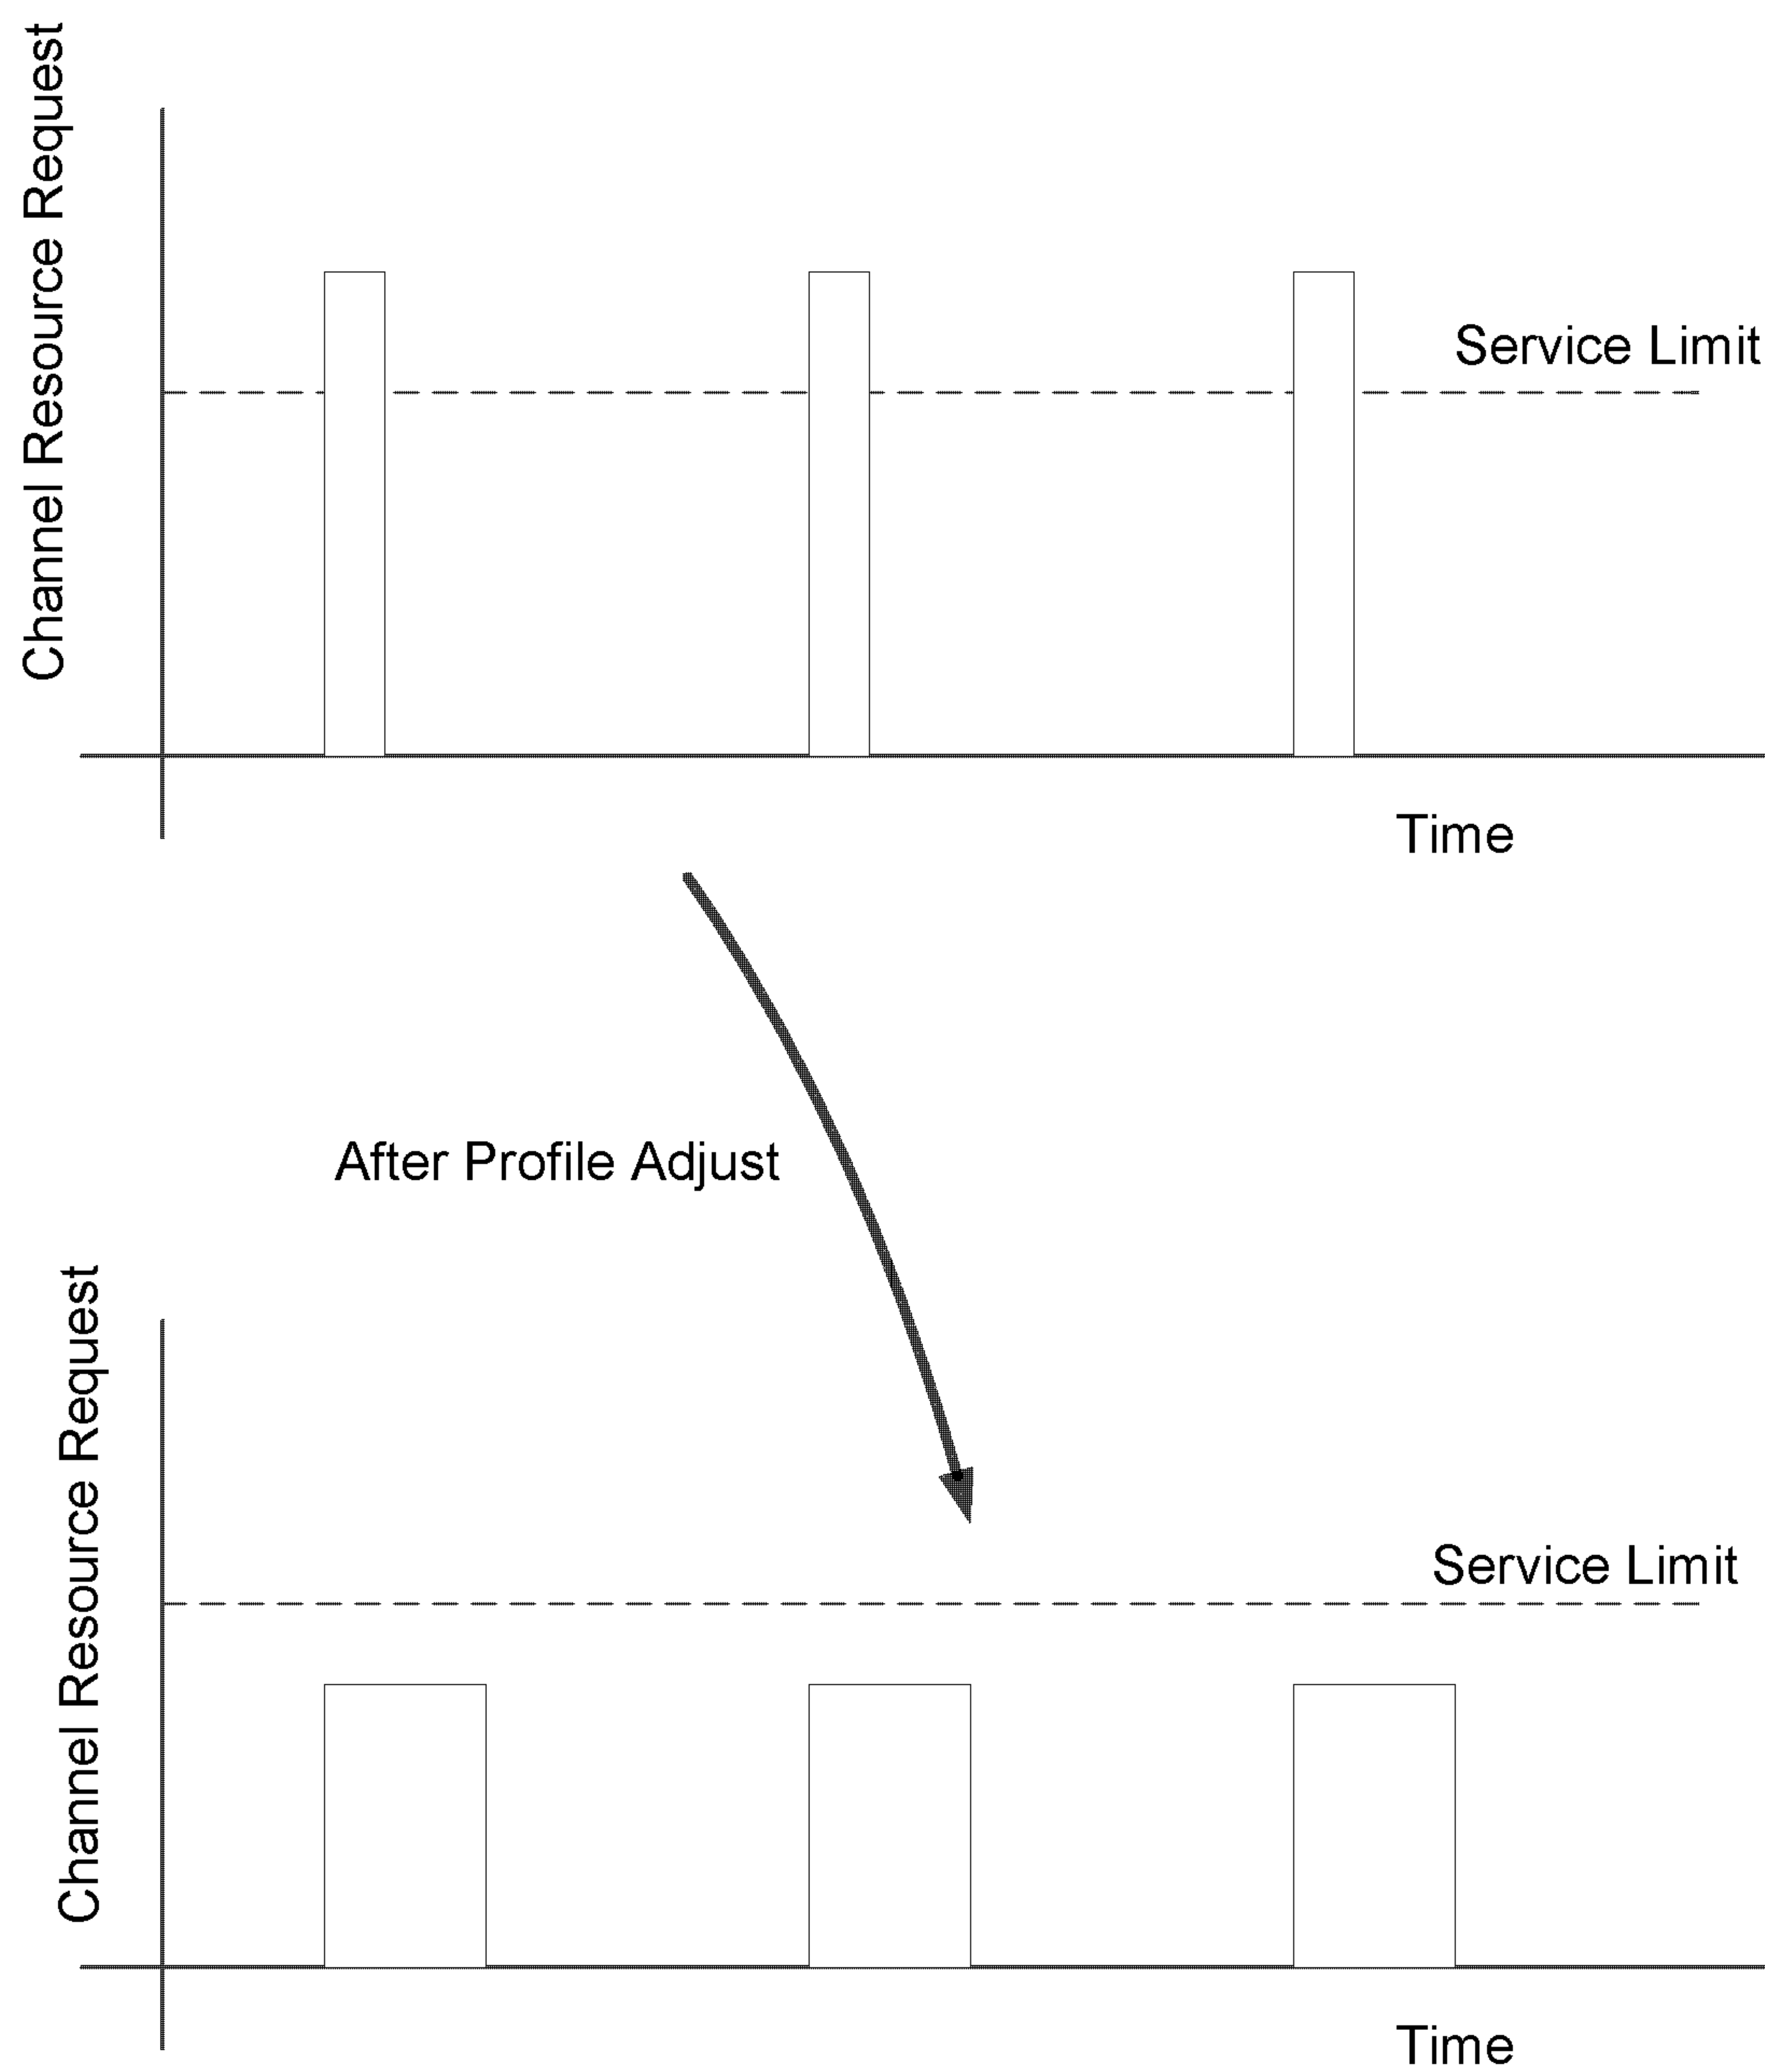 Channel Resource Request
Service Limit
Time
After Profile Adjust
Channel Resource Request
Service Limit
Time